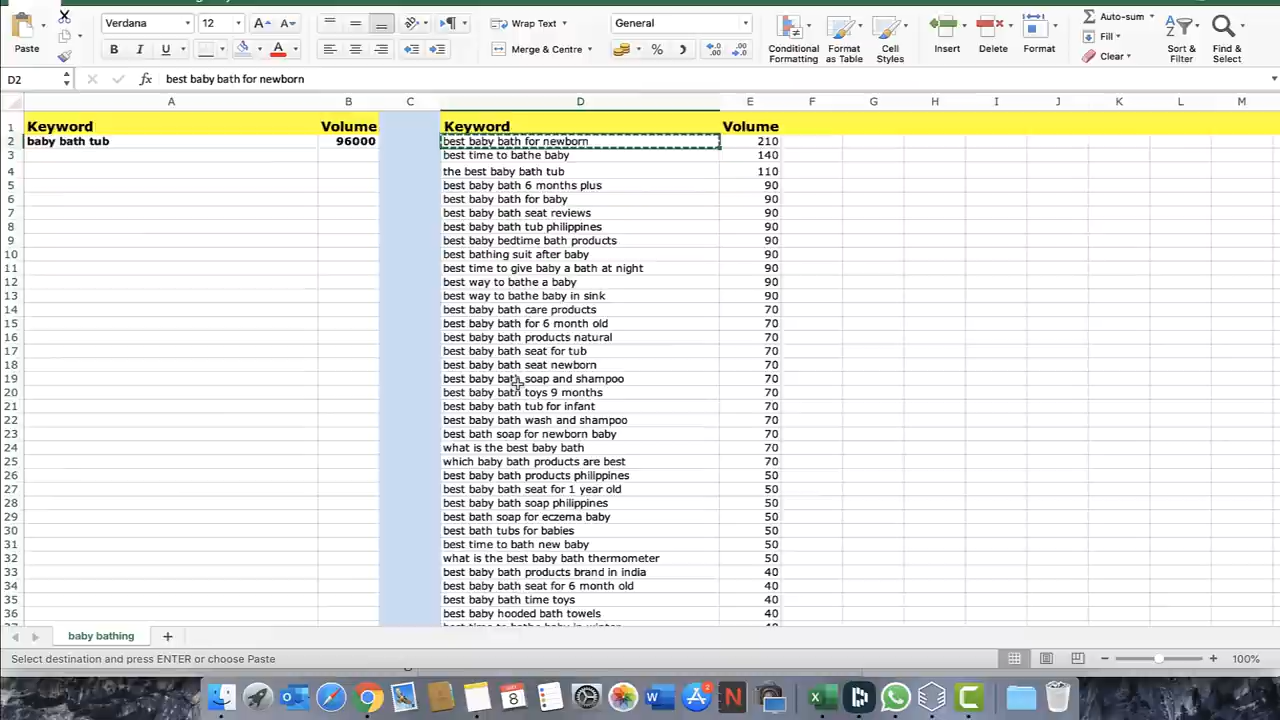 Verdana 12 Wrap Text General Auto-sum
Fill
Paste B I U A Merge & Centre % Conditional Formatting Format as Table Cell Styles Insert Delete Format Clear Sort & Filter Find & Select
D2 fx best baby bath for newborn
A B C D E F G H I J K L M
1 Keyword Volume Keyword Volume
2 baby bath tub 96000 best baby bath for newborn 210
3 best time to bathe baby 140
4 the best baby bath tub 110
5 best baby bath 6 months plus 90
6 best baby bath for baby 90
7 best baby bath seat reviews 90
8 best baby bath tub philippines 90
9 best baby bedtime bath products 90
10 best bathing suit after baby 90
11 best time to give baby a bath at night 90
12 best way to bathe a baby 90
13 best way to bathe baby in sink 90
14 best baby bath care products 70
15 best baby bath for 6 month old 70
16 best baby bath products natural 70
17 best baby bath seat for tub 70
18 best baby bath seat newborn 70
19 best baby bath soap and shampoo 70
20 best baby bath toys 9 months 70
21 best baby bath tub for infant 70
22 best baby bath wash and shampoo 70
23 best bath soap for newborn baby 70
24 what is the best baby bath 70
25 which baby bath products are best 70
26 best baby bath products philippines 50
27 best baby bath seat for 1 year old 50
28 best baby bath soap philippines 50
29 best bath soap for eczema baby 50
30 best bath tubs for babies 50
31 best time to bath new baby 50
32 what is the best baby bath thermometer 50
33 best baby bath products brand in india 40
34 best baby bath seat for 6 month old 40
35 best baby bath time toys 40
36 best baby hooded bath towels 40
baby bathing +
Select destination and press ENTER or choose Paste 100%
JUL 8